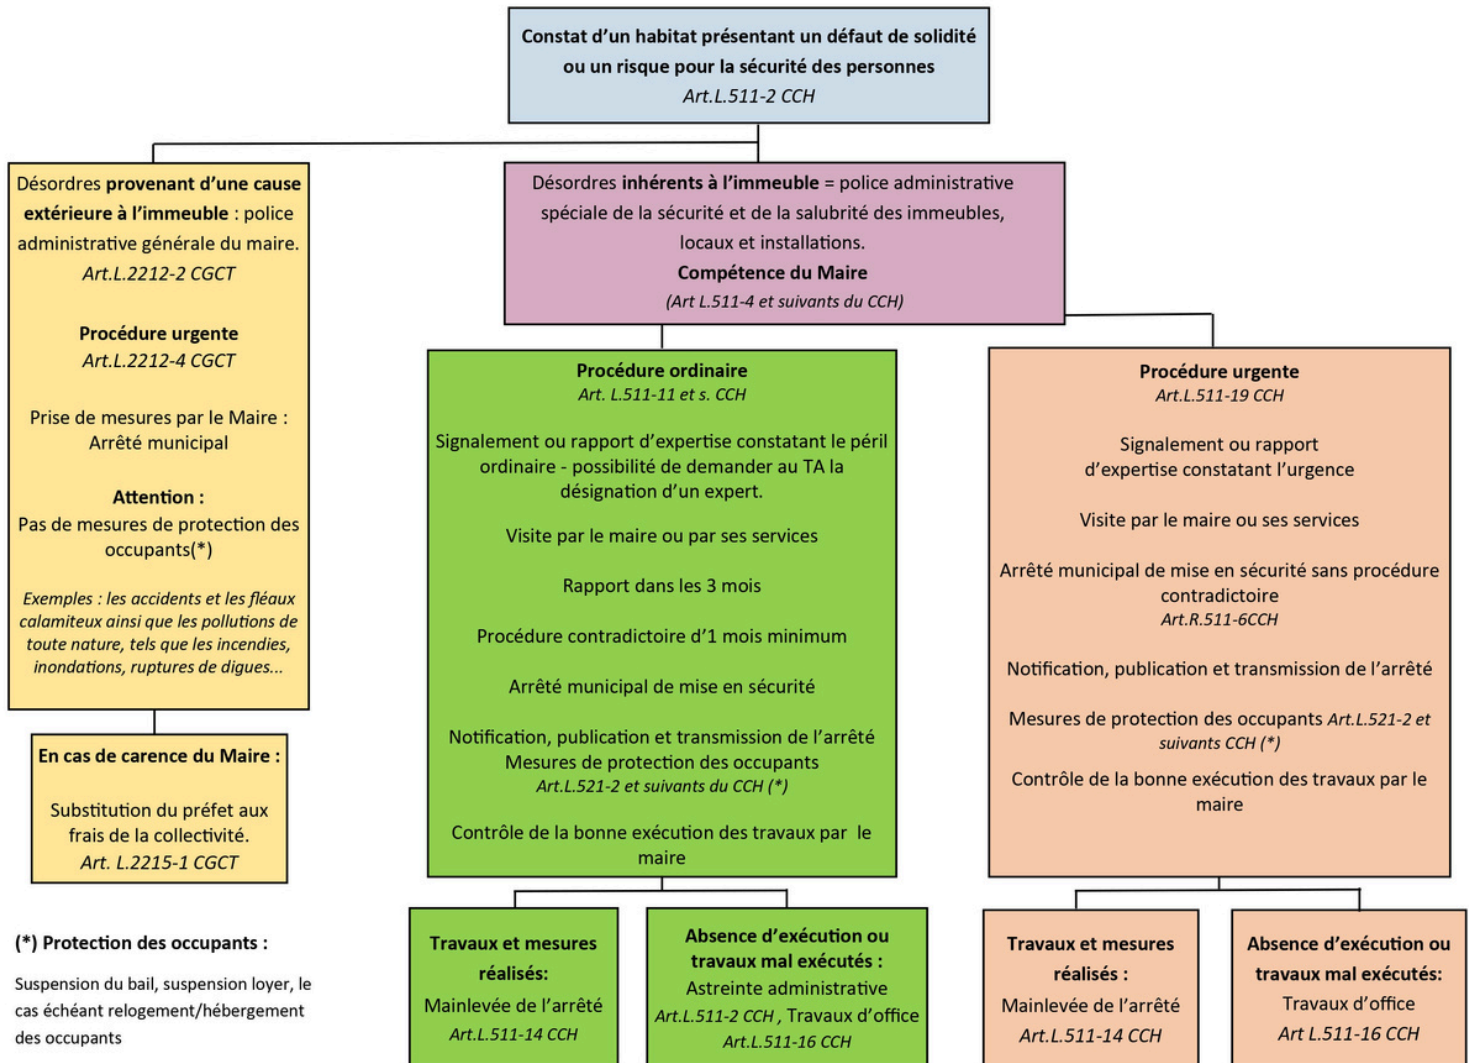 Constat d’un habitat présentant un défaut de solidité
ou un risque pour la sécurité des personnes
Art.L.511-2 CCH
Désordres provenant d’une cause
extérieure à l’immeuble : police
administrative générale du maire.
Art.L.2212-2 CGCT
Procédure urgente
Art.L.2212-4 CGCT
Prise de mesures par le Maire :
Arrêté municipal
Attention :
Pas de mesures de protection des
occupants(*)
Exemples : les accidents et les fléaux
calamiteux ainsi que les pollutions de
toute nature, tels que les incendies,
inondations, ruptures de digues...
En cas de carence du Maire :
Substitution du préfet aux
frais de la collectivité.
Art. L.2215-1 CGCT
(*) Protection des occupants :
Suspension du bail, suspension loyer, le
cas échéant relogement/hébergement
des occupants
Désordres inhérents à l’immeuble = police administrative
spéciale de la sécurité et de la salubrité des immeubles,
locaux et installations.
Compétence du Maire
(Art L.511-4 et suivants du CCH)
Procédure ordinaire
Art. L.511-11 et s. CCH
Signalement ou rapport d’expertise constatant le péril
ordinaire - possibilité de demander au TA la
désignation d’un expert.
Visite par le maire ou par ses services
Rapport dans les 3 mois
Procédure contradictoire d’1 mois minimum
Arrêté municipal de mise en sécurité
Notification, publication et transmission de l’arrêté
Mesures de protection des occupants
Art.L.521-2 et suivants du CCH (*)
Contrôle de la bonne exécution des travaux par le
maire
Travaux et mesures
réalisés:
Mainlevée de l’arrêté
Art.L.511-14 CCH
Absence d’exécution ou
travaux mal exécutés :
Astreinte administrative
Art.L.511-2 CCH , Travaux d’office
Art.L.511-16 CCH
Procédure urgente
Art.L.511-19 CCH
Signalement ou rapport
d’expertise constatant l’urgence
Visite par le maire ou ses services
Arrêté municipal de mise en sécurité sans procédure
contradictoire
Art.R.511-6CCH
Notification, publication et transmission de l’arrêté
Mesures de protection des occupants Art.L.521-2 et
suivants CCH (*)
Contrôle de la bonne exécution des travaux par le
maire
Travaux et mesures
réalisés :
Mainlevée de l’arrêté
Art.L.511-14 CCH
Absence d’exécution ou
travaux mal exécutés:
Travaux d’office
Art L.511-16 CCH